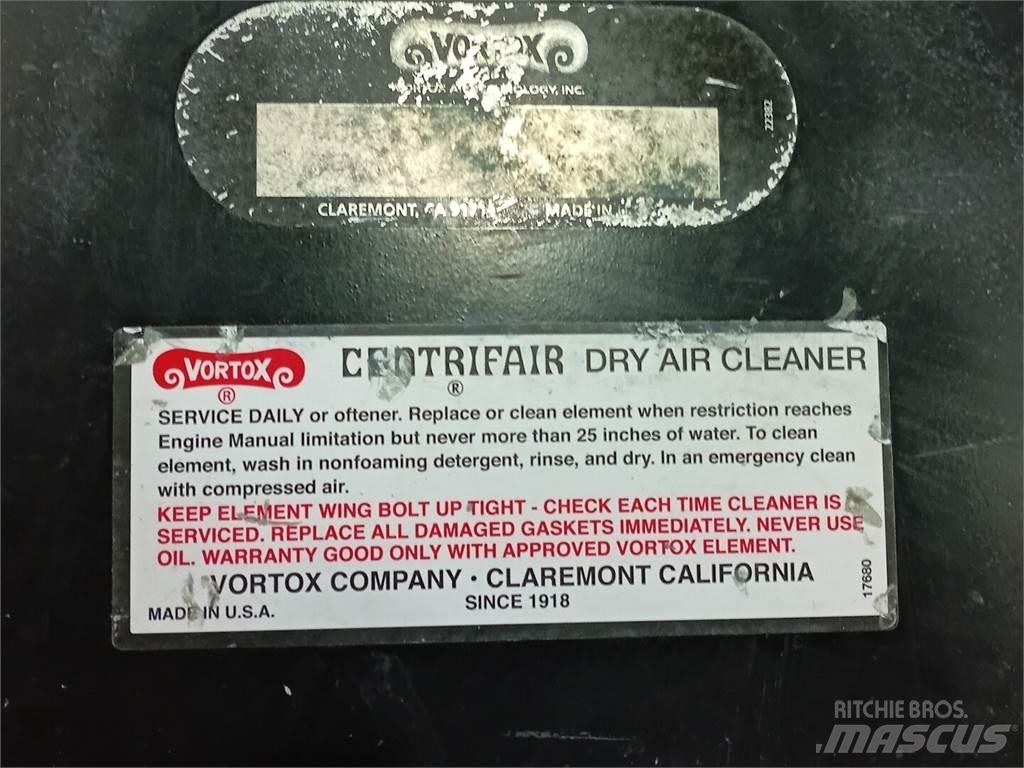 VORTOX
INC.
22382
CLAREMONT, MADE IN
VORTOX
®
CENTRIFAIR DRY AIR CLEANER
®
SERVICE DAILY or oftener. Replace or clean element when restriction reaches
Engine Manual limitation but never more than 25 inches of water. To clean
element, wash in nonfoaming detergent, rinse, and dry. In an emergency clean
with compressed air.
KEEP ELEMENT WING BOLT UP TIGHT - CHECK EACH TIME CLEANER IS
SERVICED. REPLACE ALL DAMAGED GASKETS IMMEDIATELY. NEVER USE
OIL. WARRANTY GOOD ONLY WITH APPROVED VORTOX ELEMENT.
VORTOX COMPANY · CLAREMONT CALIFORNIA
SINCE 1918
MADE IN U.S.A.
17680
RITCHIE BROS.
MASCUS